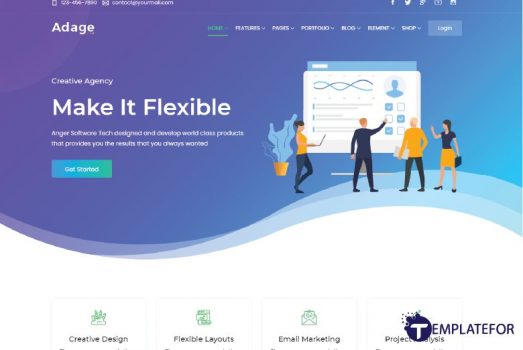 123-456-7890 contact@yourmail.com
Adage
HOME FEATURES PAGES PORTFOLIO BLOG ELEMENT SHOP Login
Creative Agency
Make It Flexible
Anger Software Tech designed and develop world class products
that provides you the results that you always wanted
Get Started
TEMPLATEFOR
Creative Design Flexible Layouts Email Marketing Project Analysis